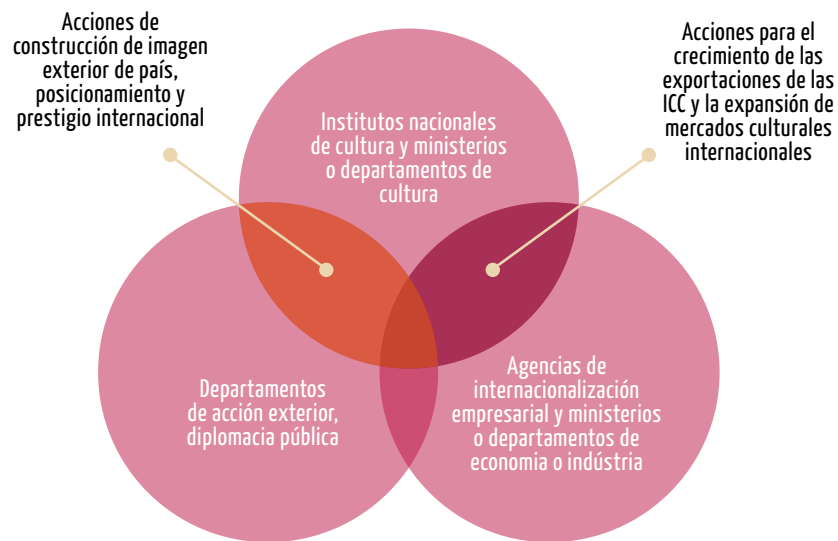 Acciones de
construcción de imagen
exterior de país,
posicionamiento y
prestigio internacional
Acciones para el
crecimiento de las
exportaciones de las
ICC y la expansión de
mercados culturales
internacionales
Institutos nacionales
de cultura y ministerios
o departamentos de
cultura
Departamentos
de acción exterior,
diplomacia pública
Agencias de
internacionalización
empresarial y ministerios
o departamentos de
economia o indústria